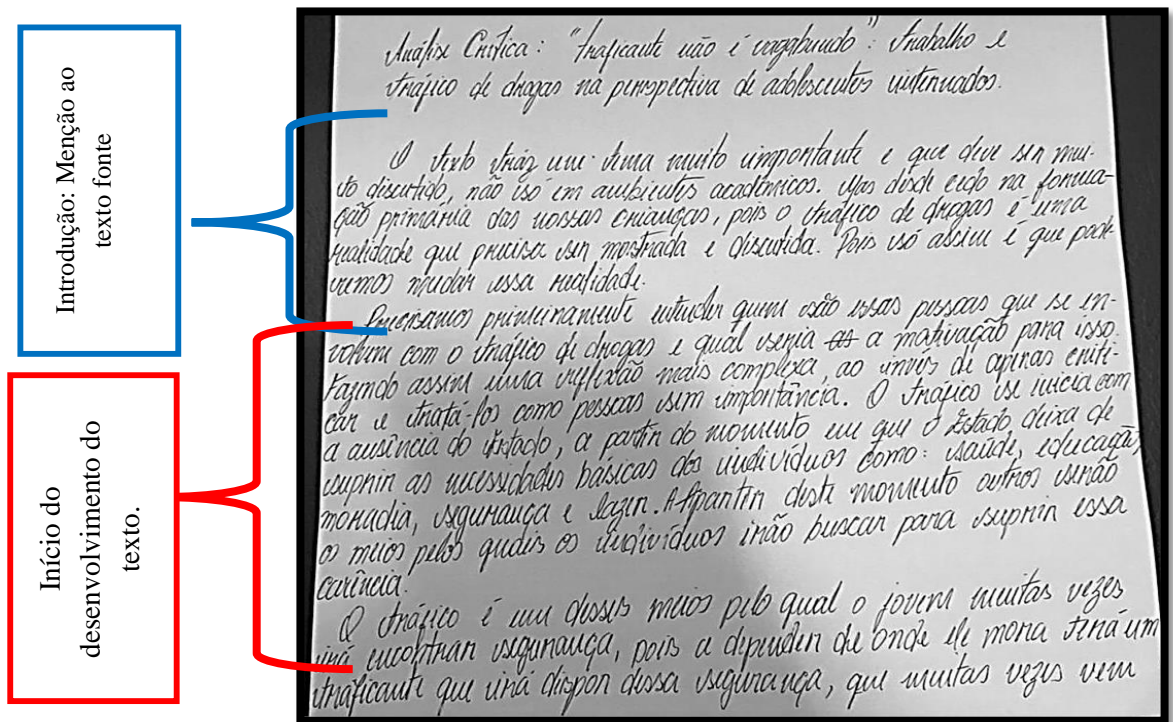 Introdução: Menção ao
texto fonte
Início do
desenvolvimento do
texto.
Análise Crítica: "Traficante não é vagabundo": trabalho e
tráfico de drogas na perspectiva de adolescentes internados.
O texto tráz um tema muito importante e que deve ser mui-
to discutido, não só em ambientes acadêmicos. Mas desde cedo na forma-
ção primária das nossas crianças, pois o tráfico de drogas é uma
realidade que precisa ser mostrada e discutida. Pois só assim é que pode-
remos mudar essa realidade.
Precisamos primeiramente entender quem são essas pessoas que se en-
volvem com o tráfico de drogas e qual seria a motivação para isso.
Fazendo assim uma reflexão mais complexa, ao invés de apenas criti-
car e tratá-los como pessoas sem importância. O tráfico se inicia com
a ausência do Estado, a partir do momento em que o Estado deixa de
suprir as necessidades básicas dos indivíduos como: saúde, educação,
moradia, segurança e lazer. Apartir deste momento outros serão
os meios pelos quais os indivíduos irão buscar para suprir essa
carência.
O tráfico é um desses meios pelo qual o jovem muitas vezes
irá encontrar segurança, pois a depender de onde ele mora terá um
traficante que irá dispor dessa segurança, que muitas vezes vem